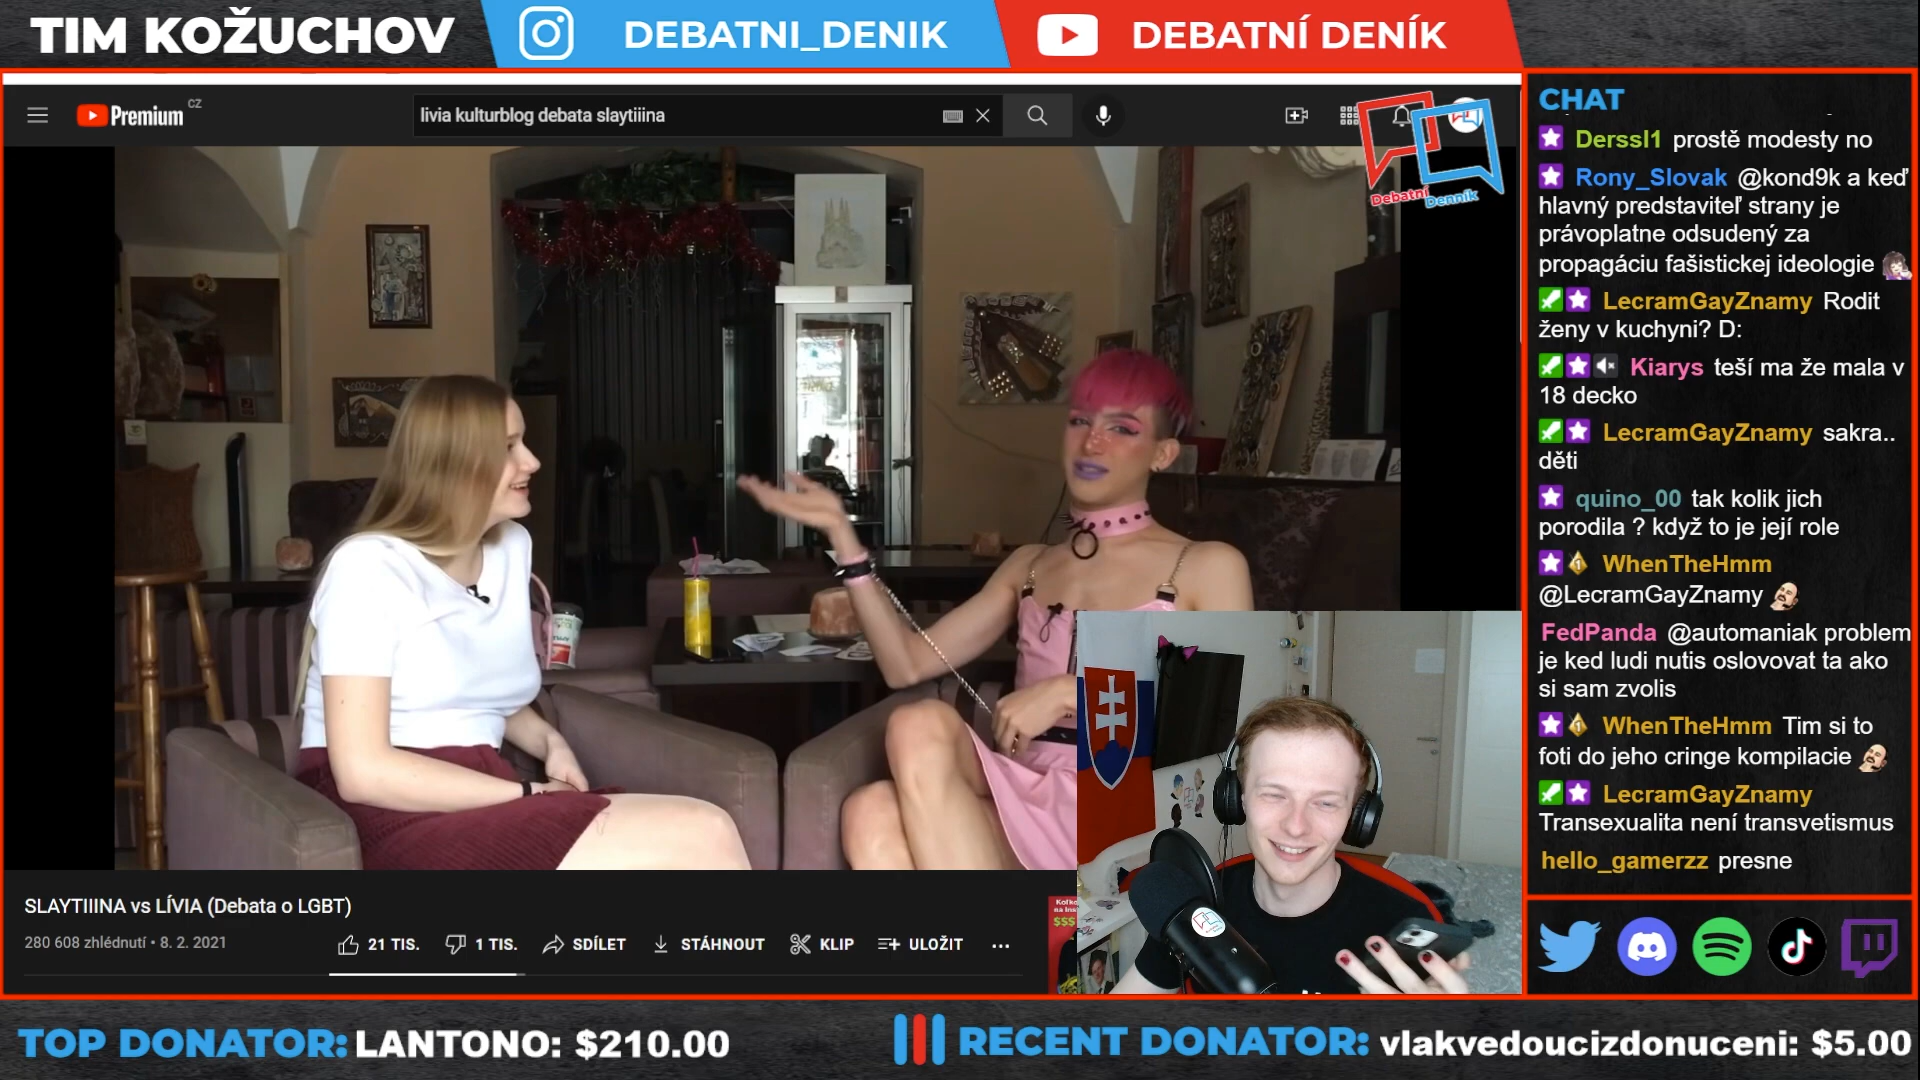 TIM KOŽUCHOV
DEBATNI_DENIK
DEBATNÍ DENÍK
Premium CZ
livia kulturblog debata slaytiiina
Debatní
Denník
CHAT
Derssl1 prostě modesty no
Rony_Slovak @kond9k a keď
hlavný predstaviteľ strany je
právoplatne odsudený za
propagáciu fašistickej ideologie
LecramGayZnamy Rodit
ženy v kuchyni? D:
Kiarys teší ma že mala v
18 decko
LecramGayZnamy sakra..
děti
quino_00 tak kolik jich
porodila ? když to je její role
WhenTheHmm
@LecramGayZnamy
FedPanda @automaniak problem
je ked ludi nutis oslovovat ta ako
si sam zvolis
WhenTheHmm Tim si to
foti do jeho cringe kompilacie
LecramGayZnamy
Transexualita není transvetismus
hello_gamerzz presne
SLAYTIIINA vs LÍVIA (Debata o LGBT)
280 608 zhlédnutí • 8. 2. 2021
21 TIS.
1 TIS.
SDÍLET
STÁHNOUT
KLIP
ULOŽIT
$$$
TOP DONATOR: LANTONO: $210.00
RECENT DONATOR: vlakvedoucizdonuceni: $5.00